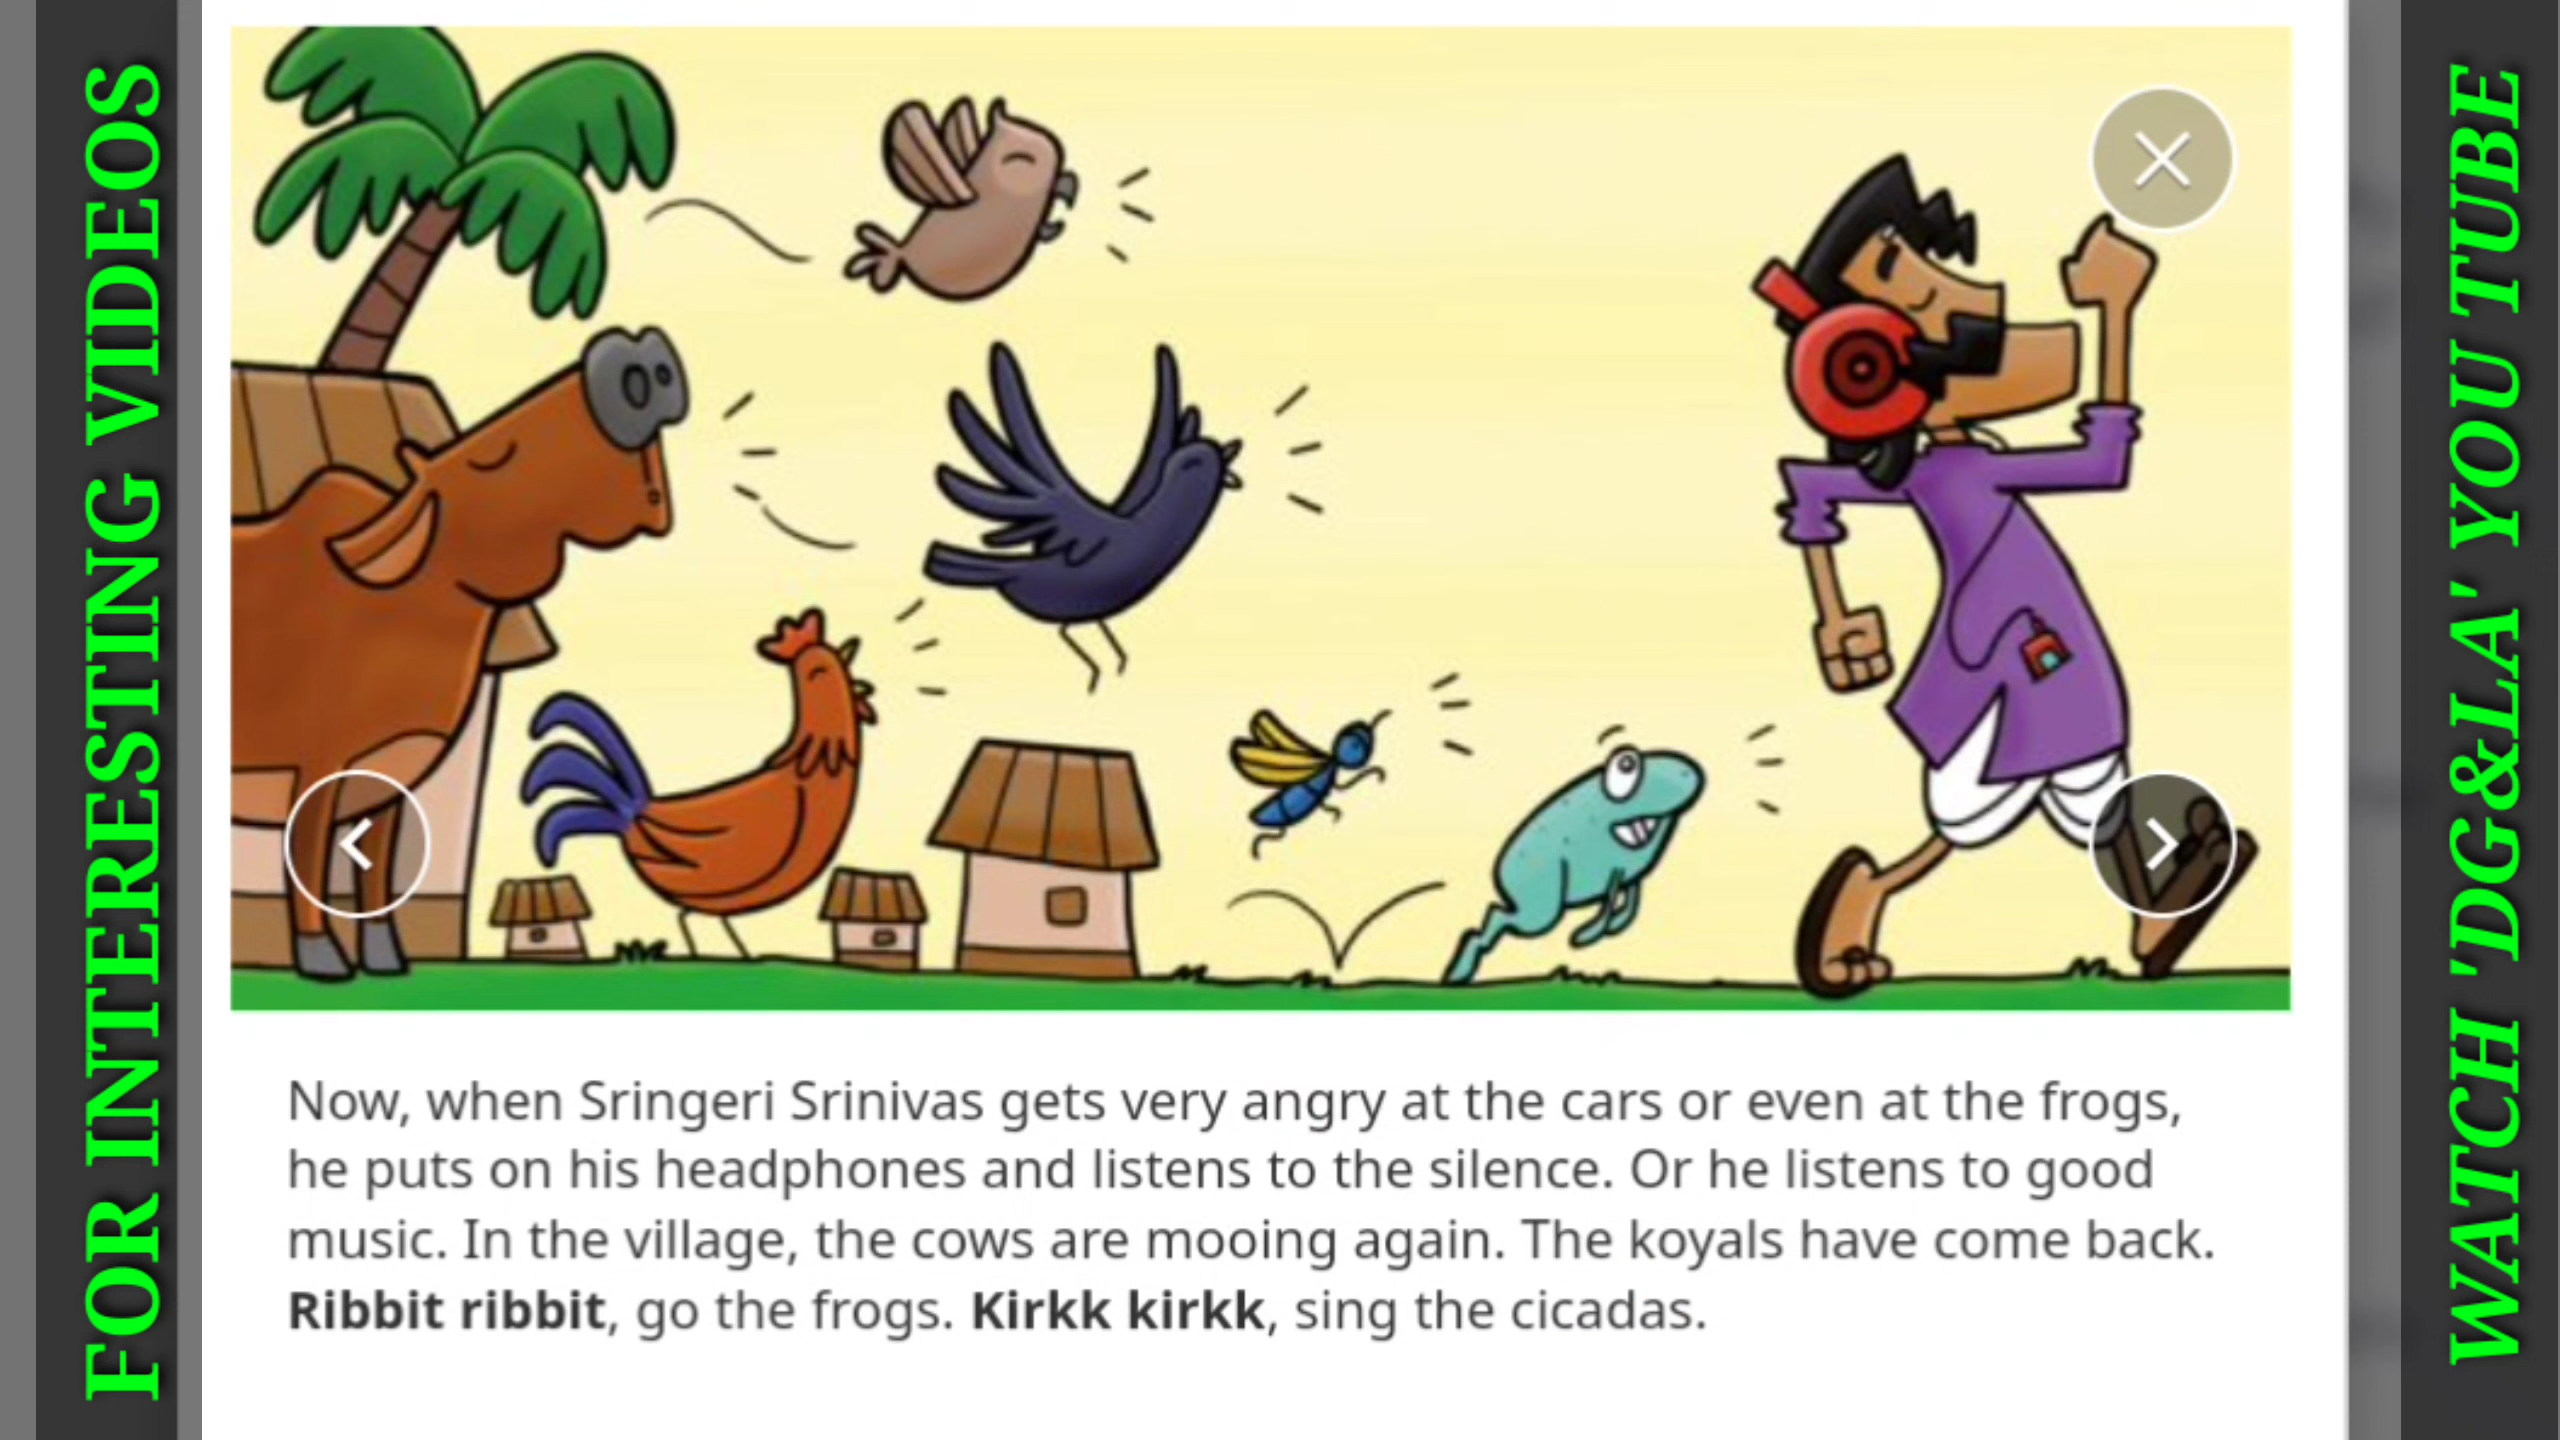 FOR INTERESTING VIDEOS
Now, when Sringeri Srinivas gets very angry at the cars or even at the frogs,
he puts on his headphones and listens to the silence. Or he listens to good
music. In the village, the cows are mooing again. The koyals have come back.
Ribbit ribbit, go the frogs. Kirkk kirkk, sing the cicadas.
WATCH 'DG&LA' YOU TUBE